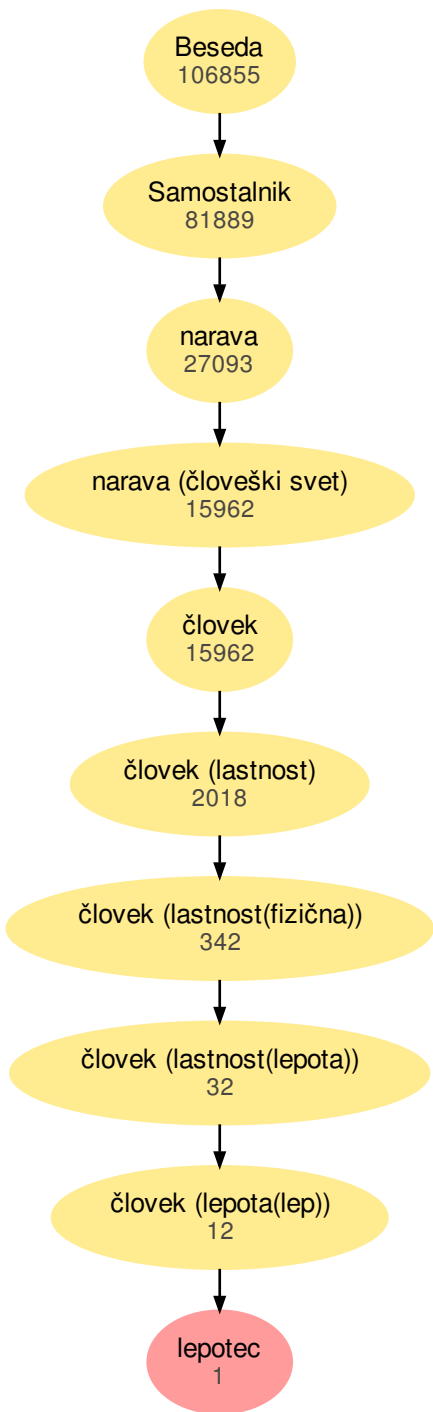 Beseda
106855
Samostalnik
81889
narava
27093
narava (človeški svet)
15962
človek
15962
človek (lastnost)
2018
človek (lastnost(fizična))
342
človek (lastnost(lepota))
32
človek (lepota(lep))
12
lepotec
1